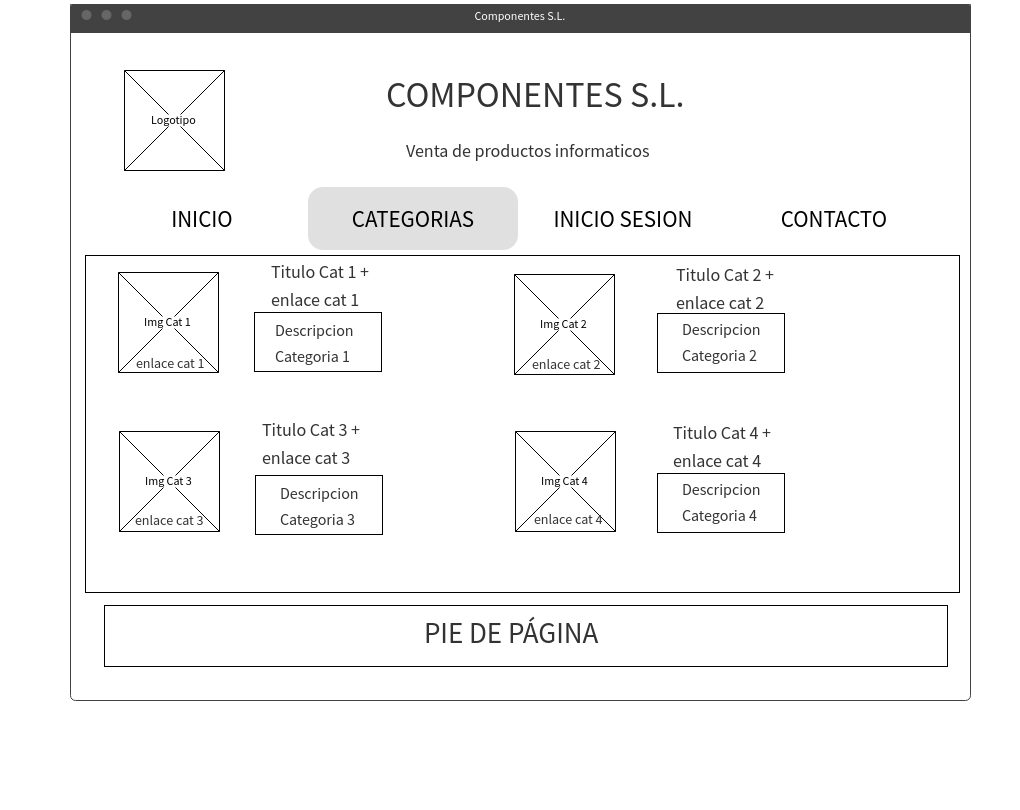 Componentes S.L.
Logotipo
COMPONENTES S.L.
Venta de productos informaticos
INICIO
CATEGORIAS
INICIO SESION
CONTACTO
Img Cat 1
enlace cat 1
Titulo Cat 1 +
enlace cat 1
Descripcion
Categoria 1
Img Cat 2
enlace cat 2
Titulo Cat 2 +
enlace cat 2
Descripcion
Categoria 2
Img Cat 3
enlace cat 3
Titulo Cat 3 +
enlace cat 3
Descripcion
Categoria 3
Img Cat 4
enlace cat 4
Titulo Cat 4 +
enlace cat 4
Descripcion
Categoria 4
PIE DE PÁGINA